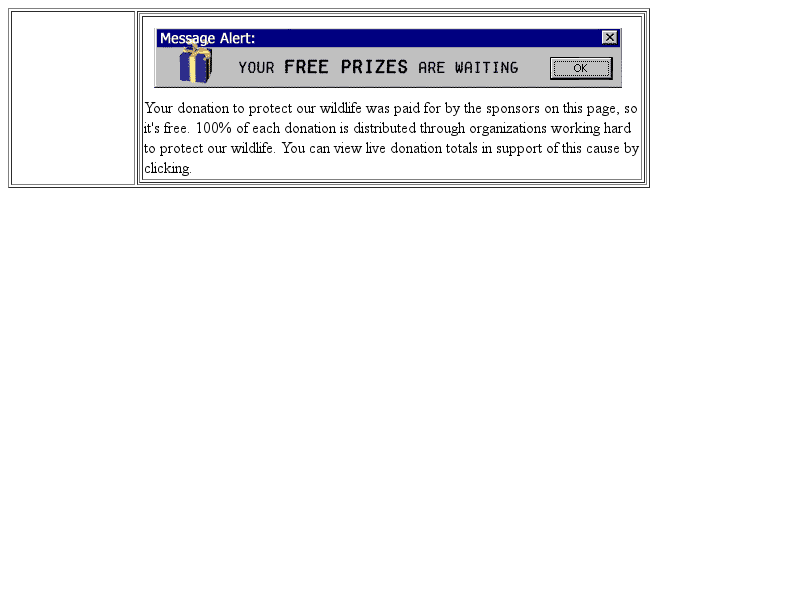 Message Alert:
YOUR FREE PRIZES ARE WAITING
OK
Your donation to protect our wildlife was paid for by the sponsors on this page, so
it's free. 100% of each donation is distributed through organizations working hard
to protect our wildlife. You can view live donation totals in support of this cause by
clicking.